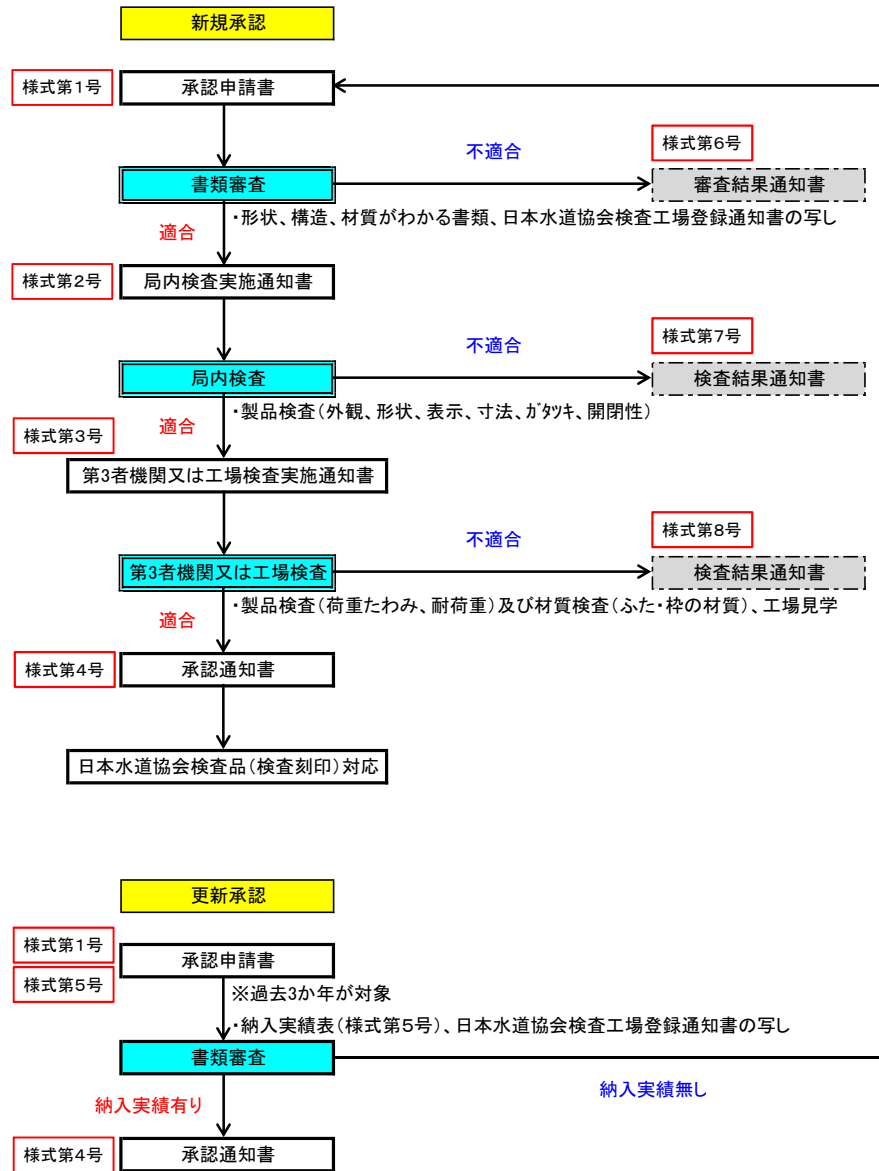 新規承認
様式第1号
承認申請書
不適合
様式第6号
書類審査
審査結果通知書
・形状、構造、材質がわかる書類、日本水道協会検査工場登録通知書の写し
適合
様式第2号
局内検査実施通知書
不適合
様式第7号
局内検査
検査結果通知書
・製品検査(外観、形状、表示、寸法、ガタツキ、開閉性)
適合
様式第3号
第3者機関又は工場検査実施通知書
不適合
様式第8号
第3者機関又は工場検査
検査結果通知書
・製品検査(荷重たわみ、耐荷重)及び材質検査(ふた・枠の材質)、工場見学
適合
様式第4号
承認通知書
日本水道協会検査品(検査刻印)対応
更新承認
様式第1号
承認申請書
様式第5号
※過去3か年が対象
・納入実績表(様式第5号)、日本水道協会検査工場登録通知書の写し
書類審査
納入実績有り
納入実績無し
様式第4号
承認通知書